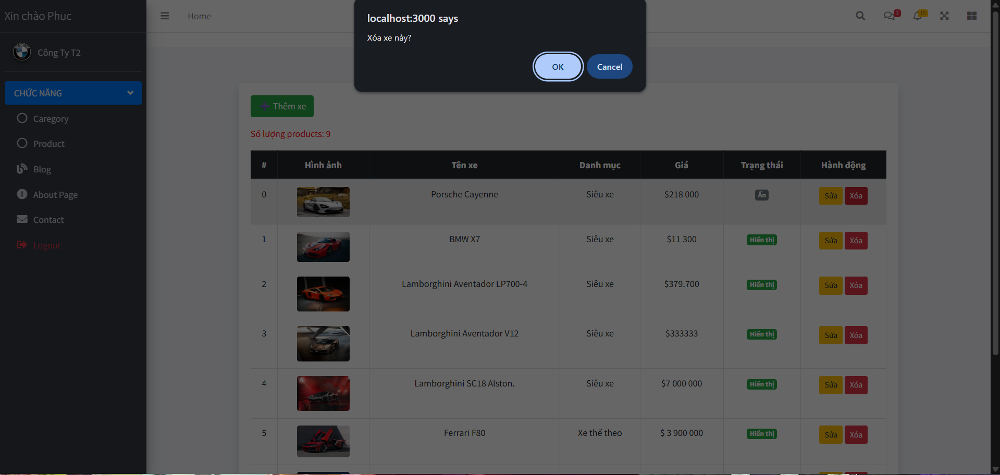 Xin chào Phuc
Home
3
15
localhost:3000 says
Xóa xe này?
OK
Cancel
Công Ty T2
CHỨC NĂNG
Caregory
Product
Blog
About Page
Contact
Logout
Thêm xe
Số lượng products: 9
# Hình ảnh Tên xe Danh mục Giá Trạng thái Hành động
0 Porsche Cayenne Siêu xe $218 000 Ẩn Sửa Xóa
1 BMW X7 Siêu xe $11 300 Hiển thị Sửa Xóa
2 Lamborghini Aventador LP700-4 Siêu xe $379.700 Hiển thị Sửa Xóa
3 Lamborghini Aventador V12 Siêu xe $333333 Hiển thị Sửa Xóa
4 Lamborghini SC18 Alston. Siêu xe $7 000 000 Hiển thị Sửa Xóa
5 Ferrari F80 Xe thể theo $ 3 900 000 Hiển thị Sửa Xóa